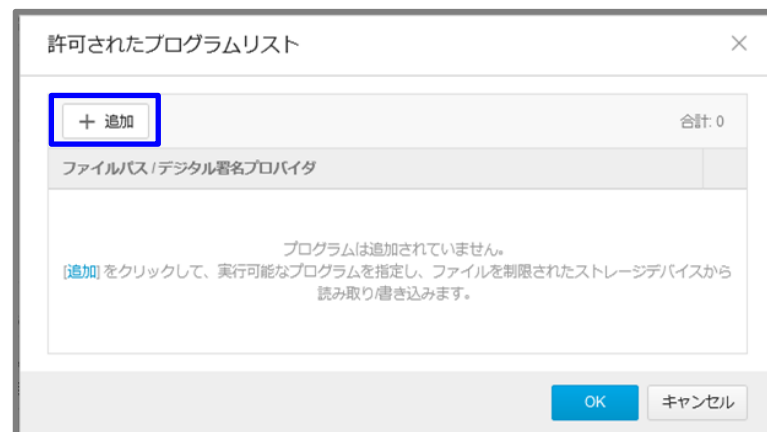 許可されたプログラムリスト
+ 追加
合計: 0
ファイルパス / デジタル署名プロバイダ
プログラムは追加されていません。
[追加] をクリックして、実行可能なプログラムを指定し、ファイルを制限されたストレージデバイスから
読み取り/書き込みます。
OK キャンセル